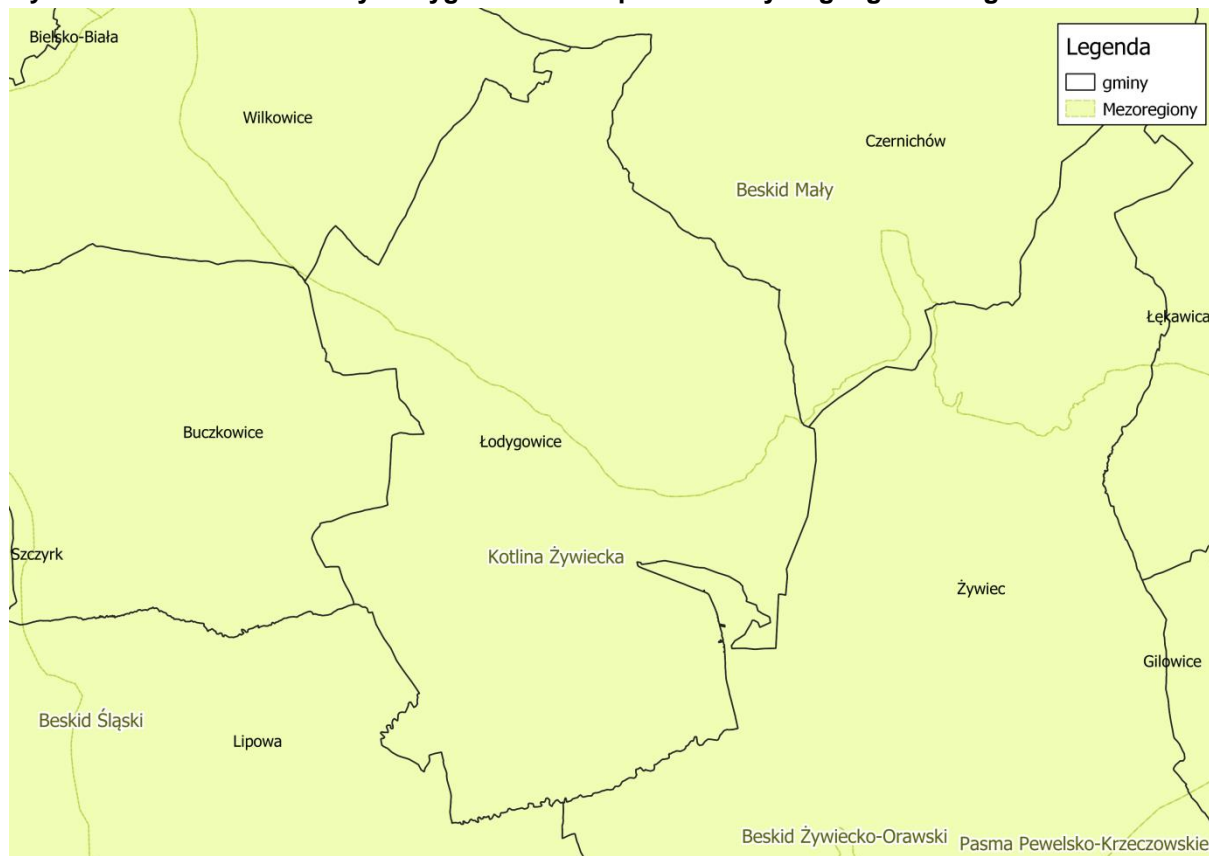 Bielsko-Biała
Legenda
gminy
Mezoregiony
Wilkowice
Czernichów
Beskid Mały
Łękawica
Buczkowice
Łodygowice
Szczyrk
Kotlina Żywiecka
Żywiec
Gilowice
Beskid Śląski
Lipowa
Beskid Żywiecko-Orawski
Pasma Pewelsko-Krzeczowskie